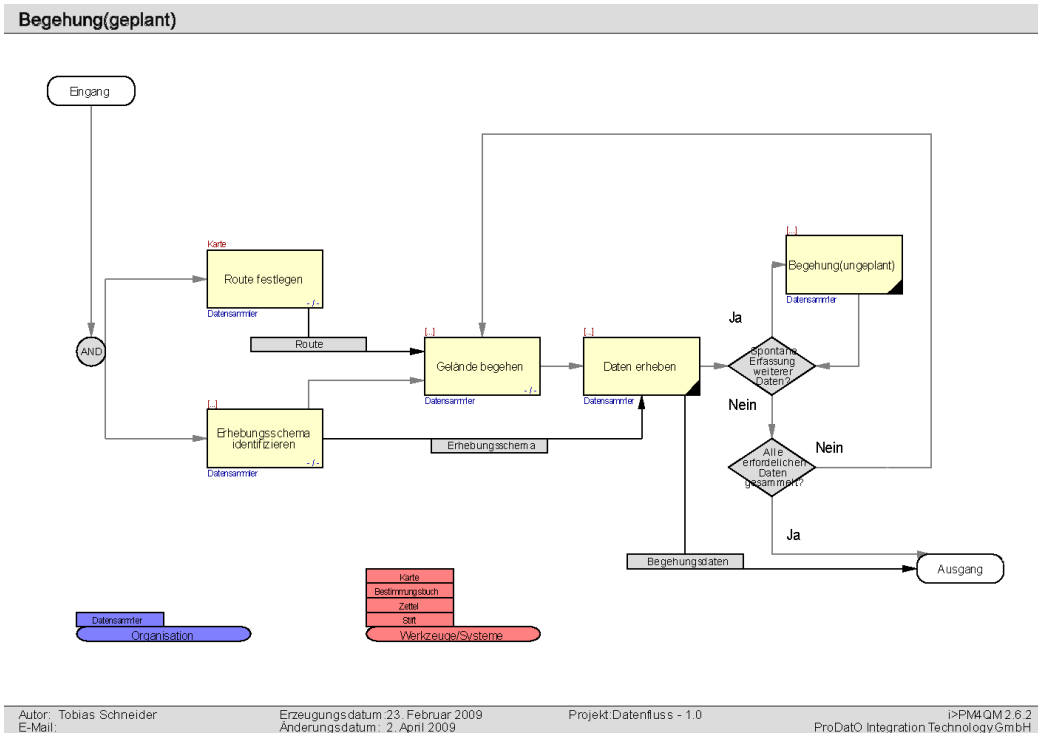 Begehung(geplant)
Eingang
Karte
Route festlegen
- / -
Datensammler
Route
AND
[...]
Erhebungsschema
identifizieren
- / -
Datensammler
Erhebungsschema
[...]
Gelände begehen
- / -
Datensammler
[...]
Daten erheben
Datensammler
[...]
Begehung(ungeplant)
Datensammler
Ja
Spontane
Erfassung
weiterer
Daten?
Nein
Alle
erfordelichen
Daten
gesammelt?
Nein
Ja
Begehungsdaten
Ausgang
Datensammler
Organisation
Karte
Bestimmungsbuch
Zettel
Stift
Werkzeuge/Systeme
Autor: Tobias Schneider
E-Mail:
Erzeugungsdatum:23. Februar 2009
Änderungsdatum: 2. April 2009
Projekt:Datenfluss - 1.0
i>PM4QM 2.6.2
ProDatO Integration Technology GmbH